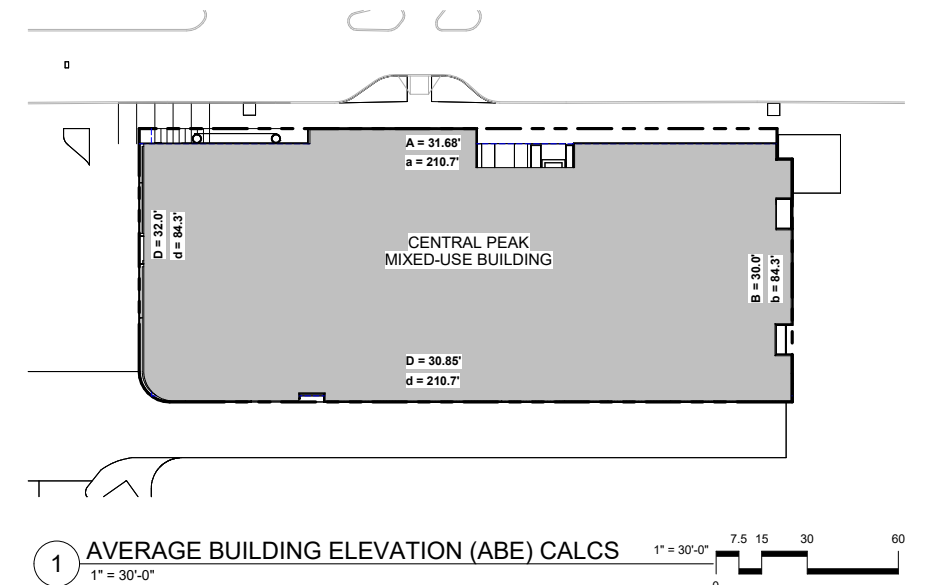 A = 31.68'
a = 210.7'
D = 32.0'
d = 84.3'
CENTRAL PEAK
MIXED-USE BUILDING
B = 30.0'
b = 84.3'
D = 30.85'
d = 210.7'
1 AVERAGE BUILDING ELEVATION (ABE) CALCS
1" = 30'-0"
1" = 30'-0"
7.5 15 30 60
0